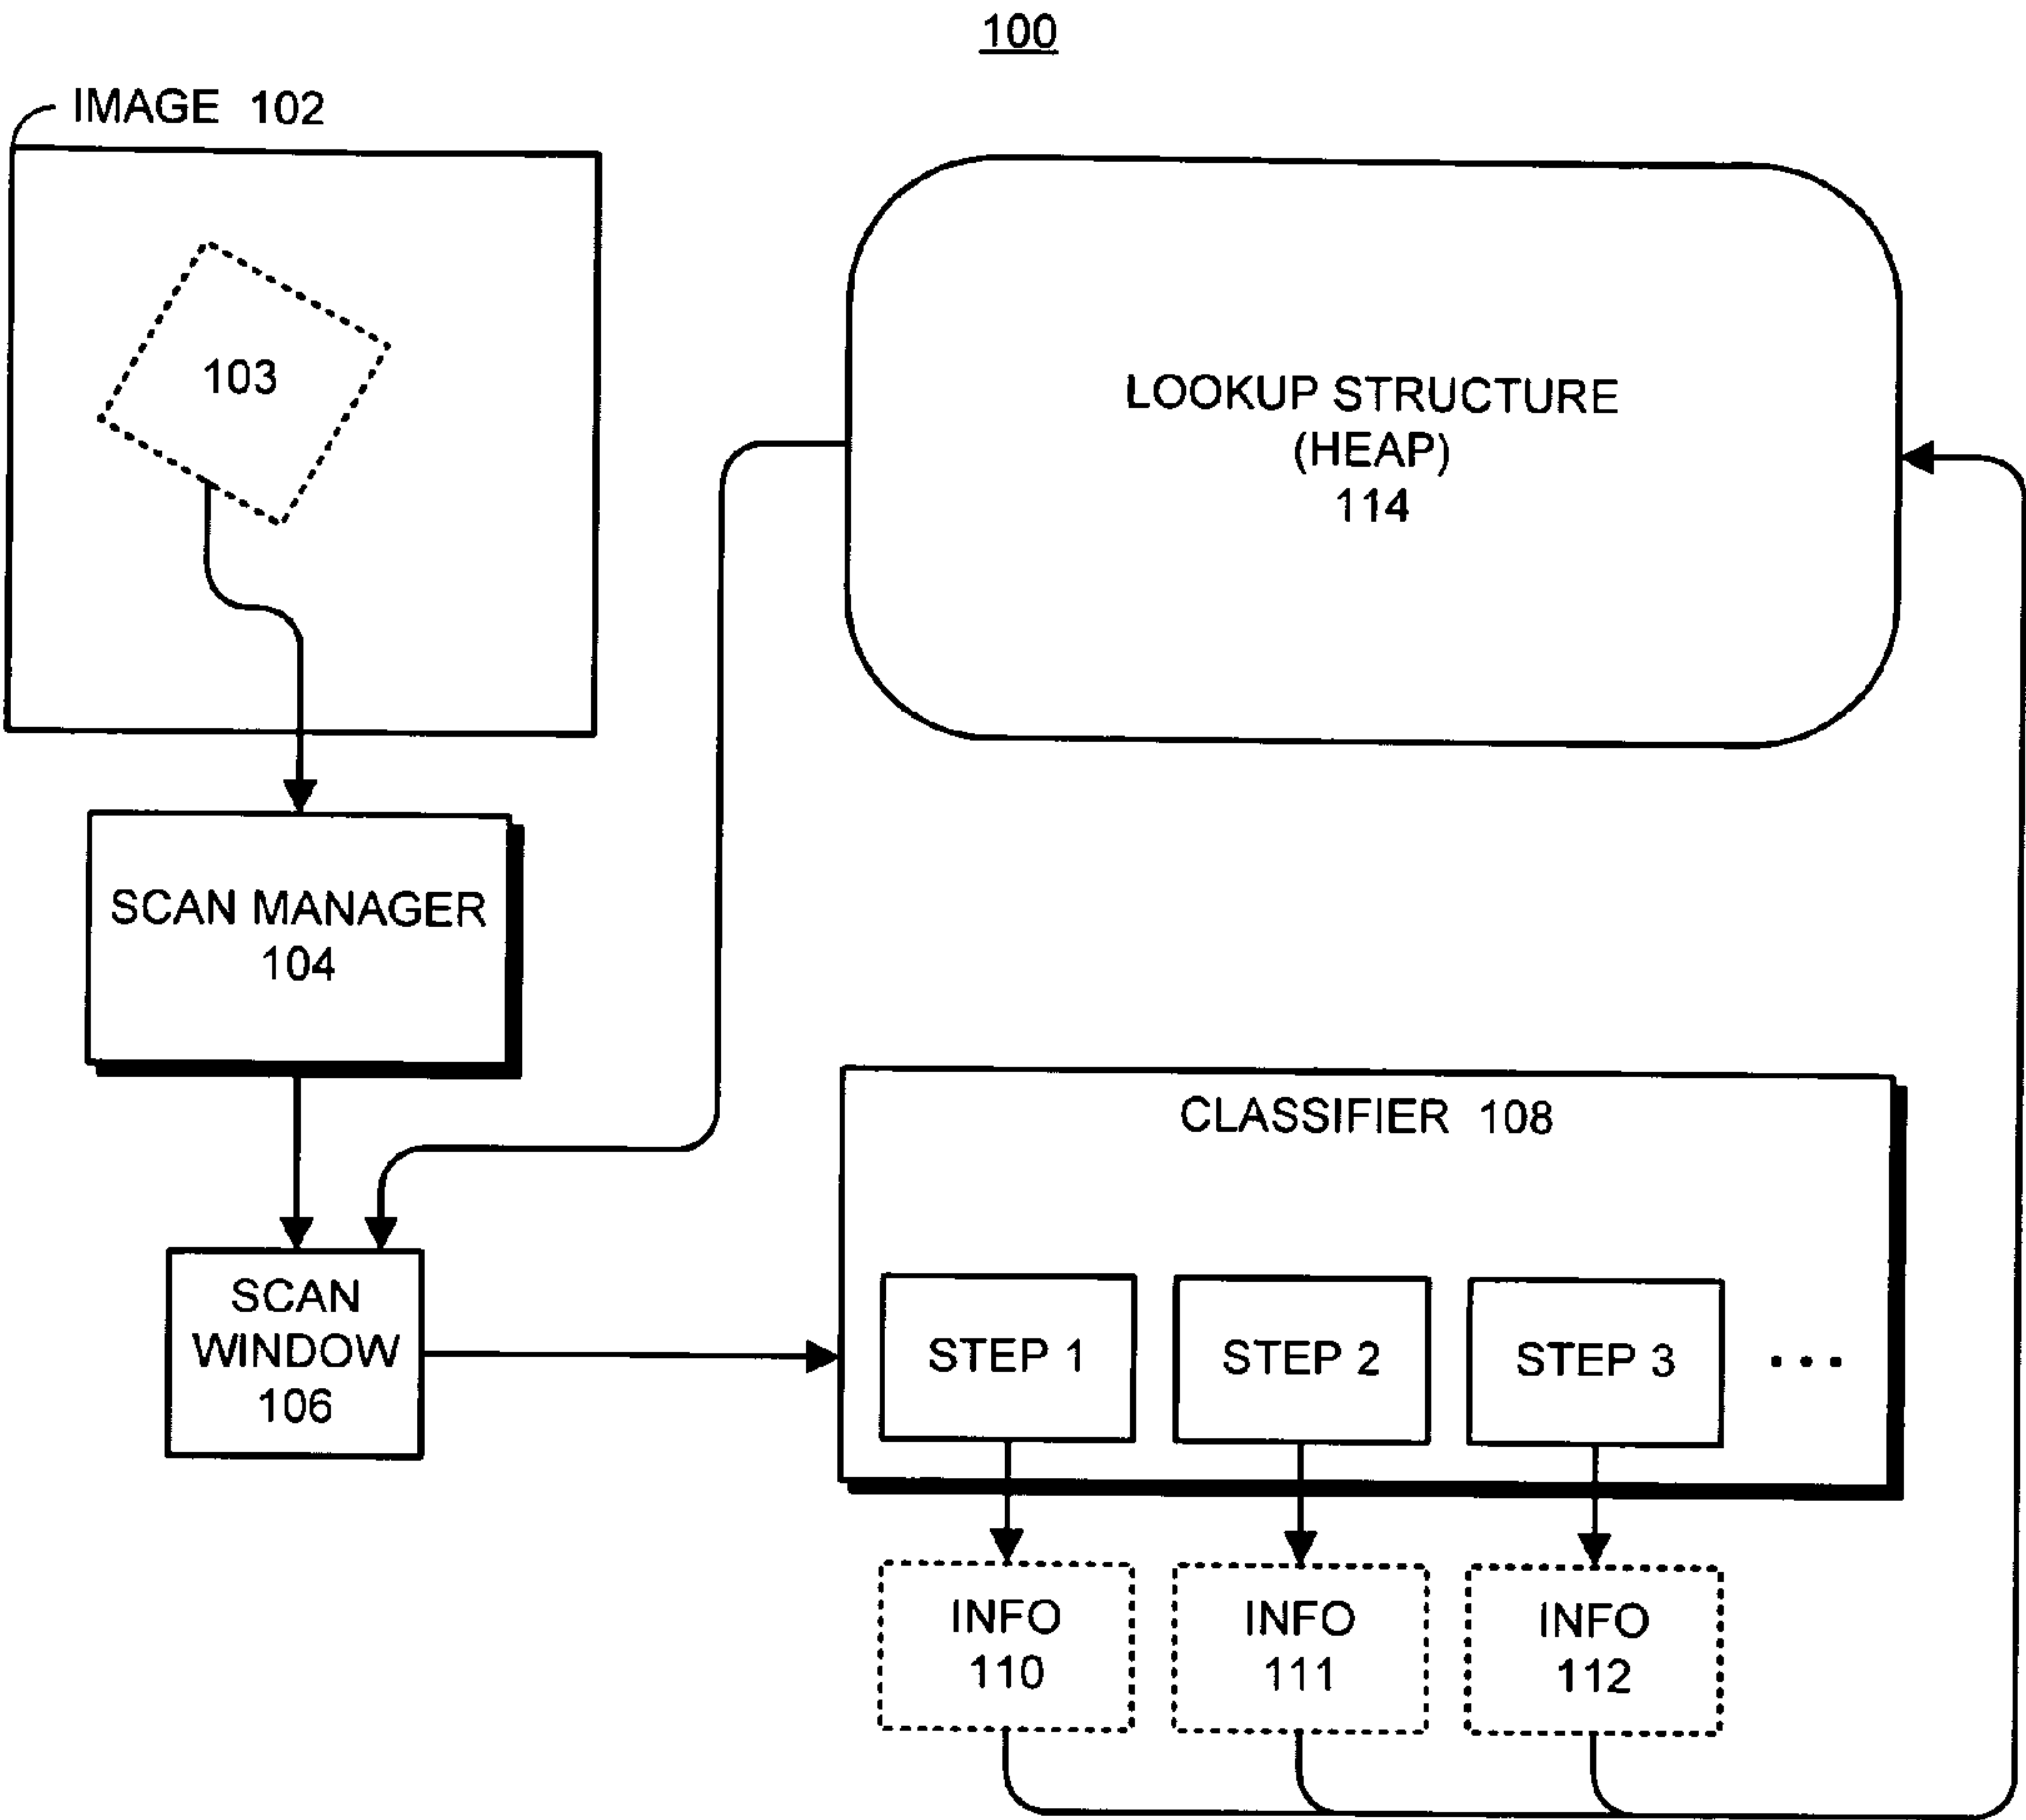 100
IMAGE 102
103
LOOKUP STRUCTURE
(HEAP)
114
SCAN MANAGER
104
CLASSIFIER 108
SCAN
WINDOW
106
STEP 1
STEP 2
STEP 3
...
INFO
110
INFO
111
INFO
112